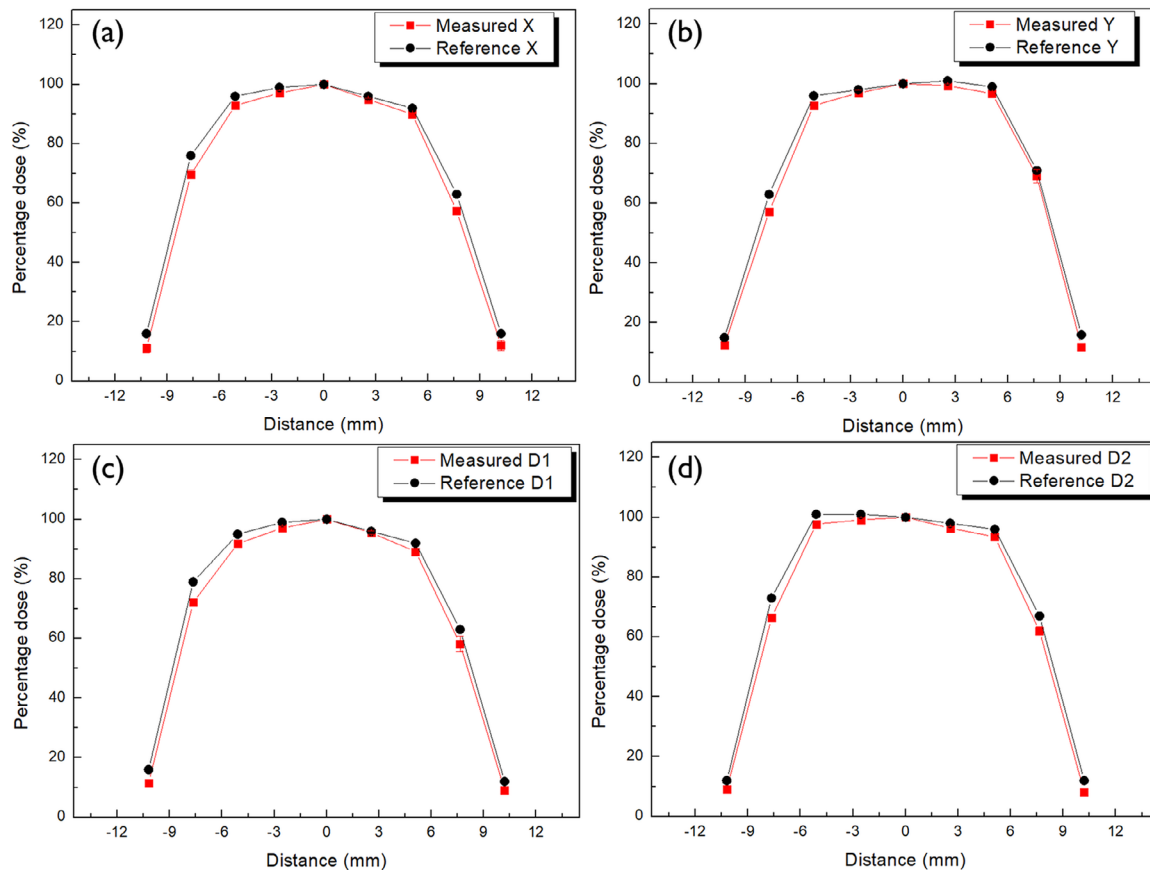 (a)
Measured X
Reference X
Percentage dose (%)
120
100
80
60
40
20
0
-12 -9 -6 -3 0 3 6 9 12
Distance (mm)
(b)
Measured Y
Reference Y
Percentage dose (%)
120
100
80
60
40
20
0
-12 -9 -6 -3 0 3 6 9 12
Distance (mm)
(c)
Measured D1
Reference D1
Percentage dose (%)
120
100
80
60
40
20
0
-12 -9 -6 -3 0 3 6 9 12
Distance (mm)
(d)
Measured D2
Reference D2
Percentage dose (%)
120
100
80
60
40
20
0
-12 -9 -6 -3 0 3 6 9 12
Distance (mm)